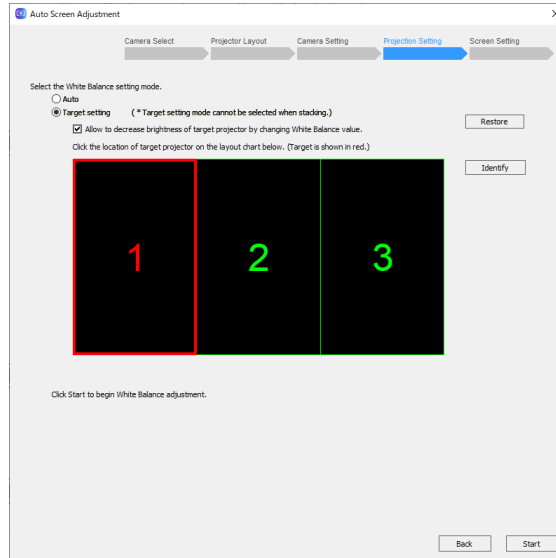 Auto Screen Adjustment
Camera Select Projector Layout Camera Setting Projection Setting Screen Setting
Select the White Balance setting mode.
Auto
Target setting ( * Target setting mode cannot be selected when stacking.)
Restore
Allow to decrease brightness of target projector by changing White Balance value.
Click the location of target projector on the layout chart below. (Target is shown in red.)
Identify
1 2 3
Click Start to begin White Balance adjustment.
Back Start